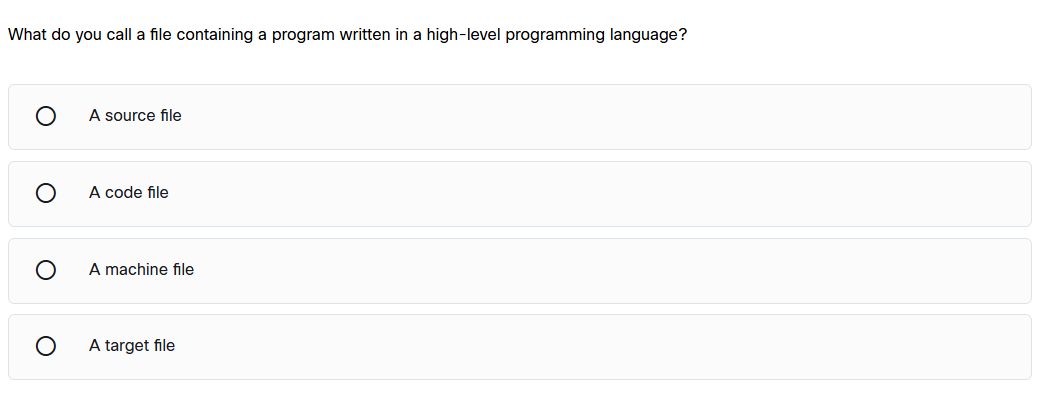 What do you call a file containing a program written in a high-level programming language?
A source file
A code file
A machine file
A target file